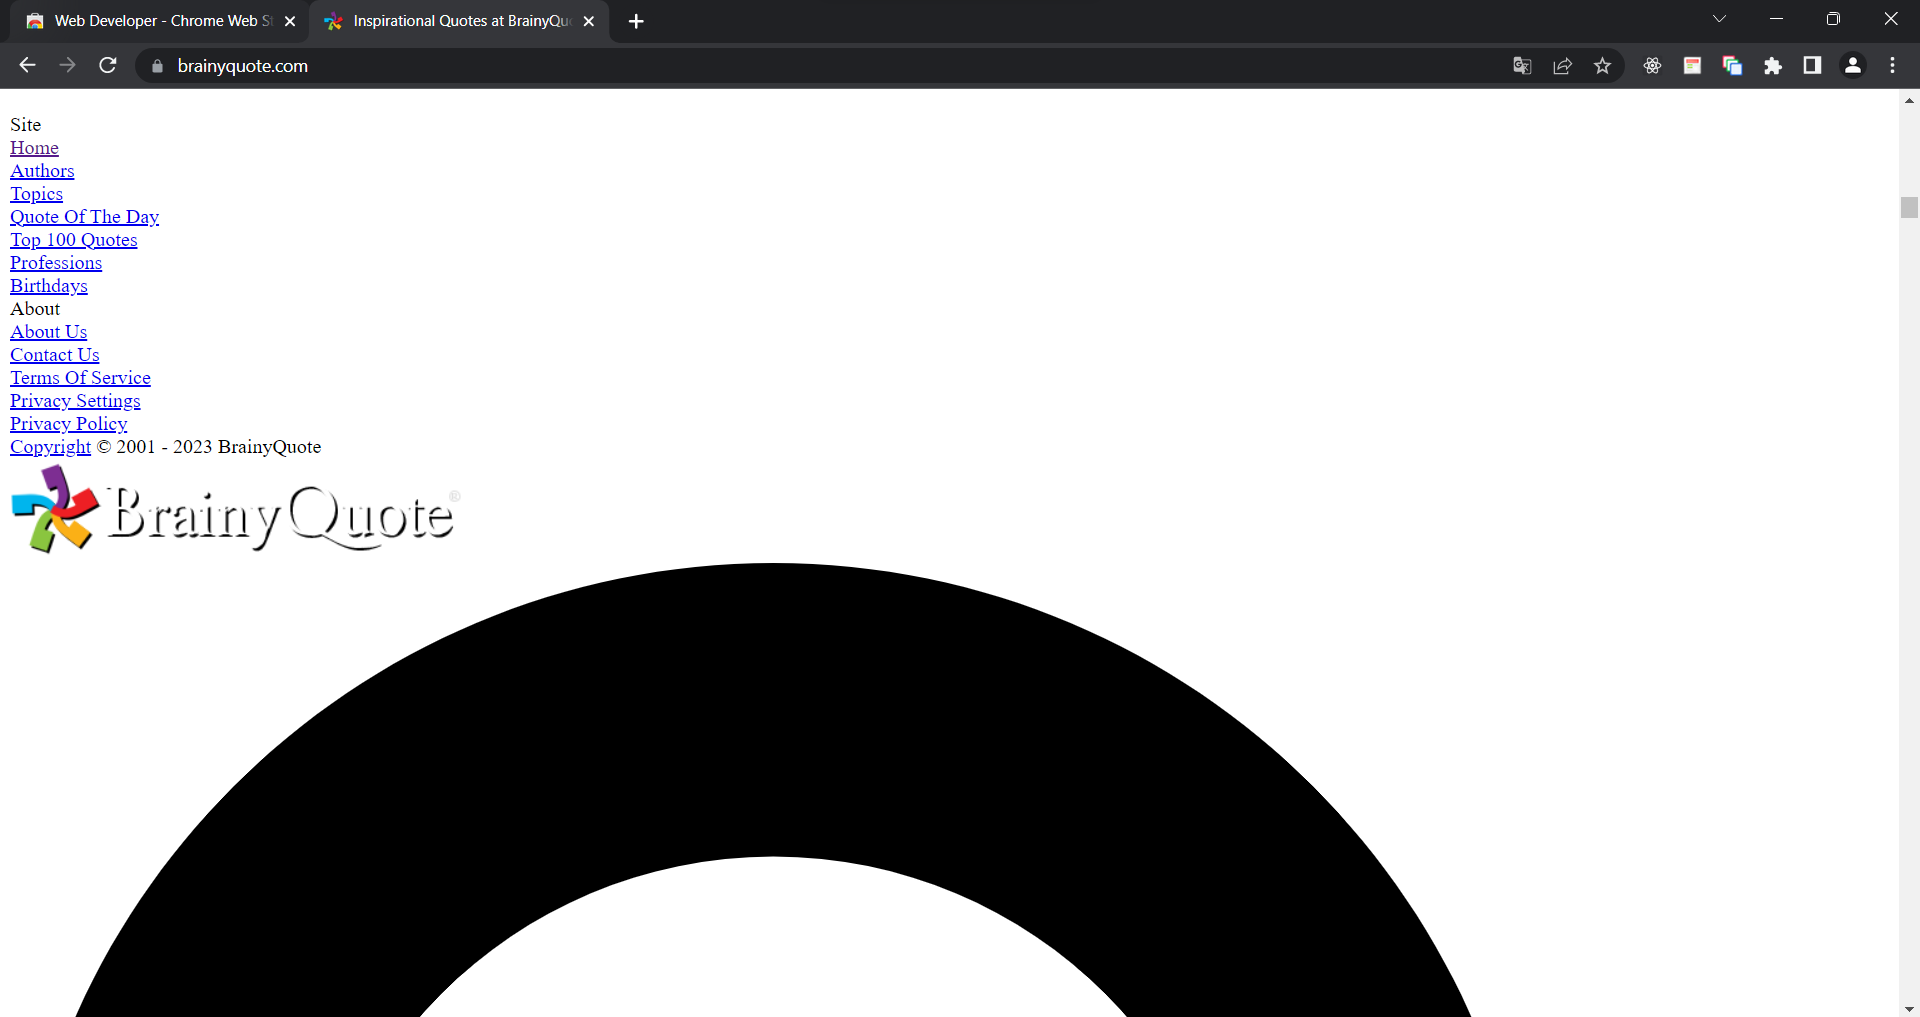 Web Developer - Chrome Web St
Inspirational Quotes at BrainyQuo
brainyquote.com
Site
Home
Authors
Topics
Quote Of The Day
Top 100 Quotes
Professions
Birthdays
About
About Us
Contact Us
Terms Of Service
Privacy Settings
Privacy Policy
Copyright © 2001 - 2023 BrainyQuote
BrainyQuote®